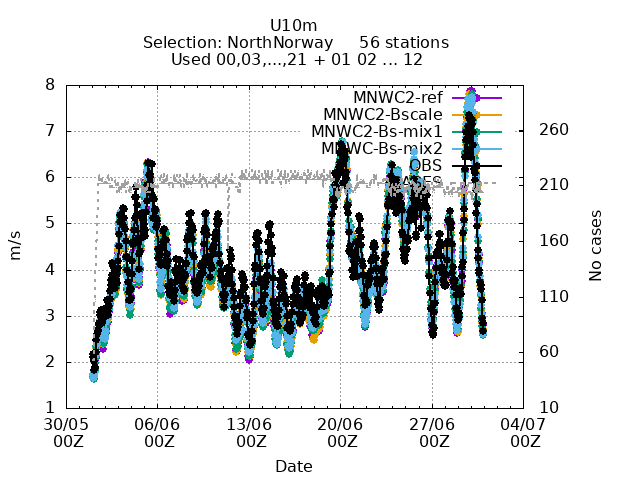 U10m
Selection: NorthNorway 56 stations
Used 00,03,...,21 + 01 02 ... 12
8
7
6
5
4
3
2
1
m/s
MNWC2-ref
MNWC2-Bscale
MNWC2-Bs-mix1
MNWC-Bs-mix2
OBS
260
210
160
110
60
10
No cases
30/05 06/06 13/06 20/06 27/06 04/07
00Z 00Z 00Z 00Z 00Z 00Z
Date